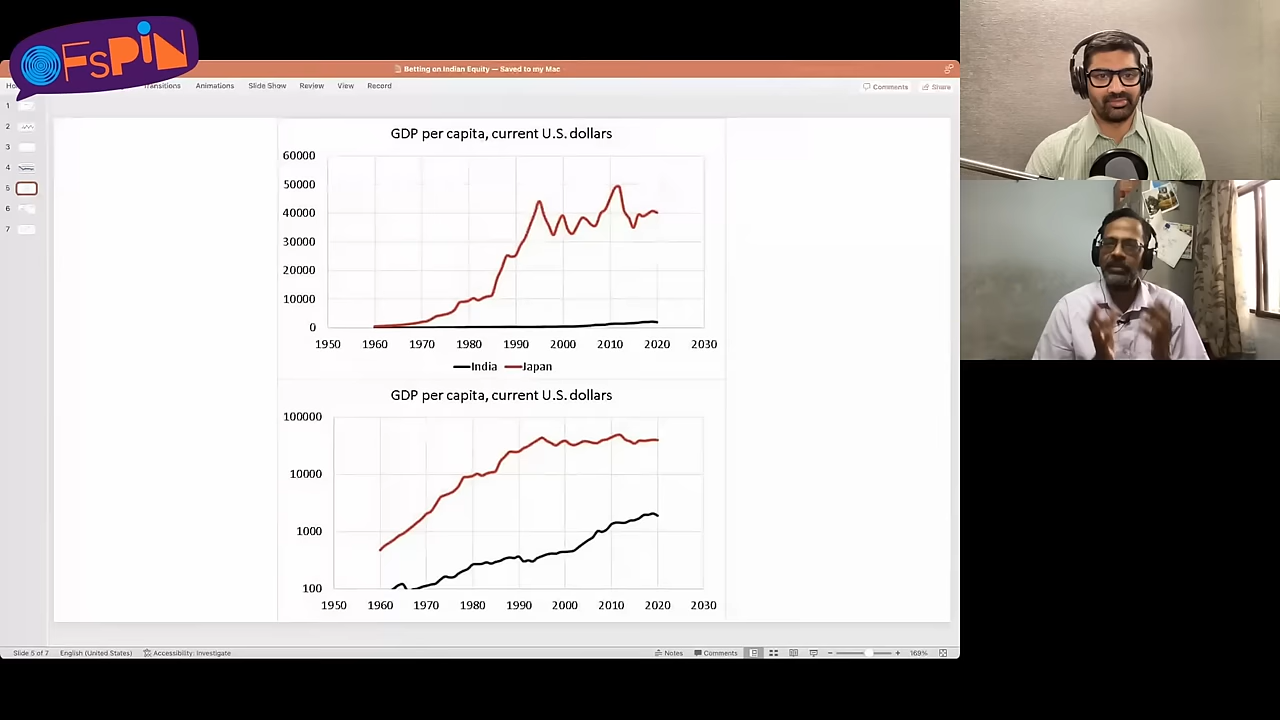 OFSPiN
Betting on Indian Equity — Saved to my Mac
Transitions Animations Slide Show Review View Record
Comments Share
1
2
3
4
5
6
7
GDP per capita, current U.S. dollars
60000
50000
40000
30000
20000
10000
0
1950 1960 1970 1980 1990 2000 2010 2020 2030
India Japan
GDP per capita, current U.S. dollars
100000
10000
1000
100
1950 1960 1970 1980 1990 2000 2010 2020 2030
Slide 5 of 7 English (United States) Accessibility: Investigate
Notes Comments 169%